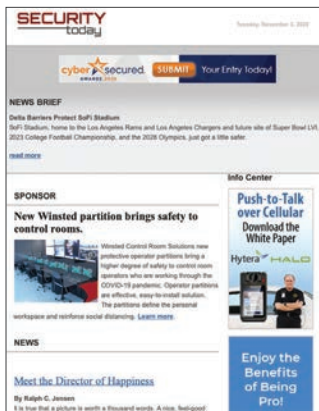 SECURITY
today
Tuesday, November 3, 2020
cyber secured
AWARDS 2020
SUBMIT
Your Entry Today!
NEWS BRIEF
Delta Barriers Protect SoFi Stadium
SoFi Stadium, home to the Los Angeles Rams and Los Angeles Chargers and future site of Super Bowl LVI,
2023 College Football Championship, and the 2028 Olympics, just got a little safer.
read more
SPONSOR
New Winsted partition brings safety to
control rooms.
Winsted Control Room Solutions new
protective operator partitions bring a
higher degree of safety to control room
operators who are working through the
COVID-19 pandemic. Operator partitions
are effective, easy-to-install solution.
The partitions define the personal
workspace and reinforce social distancing. Learn more.
NEWS
Meet the Director of Happiness
By Ralph C. Jensen
It is true that a picture is worth a thousand words. A nice, feel-good
Info Center
Push-to-Talk
over Cellular
Download the
White Paper
Hytera HALO
Enjoy the
Benefits
of Being
Pro!